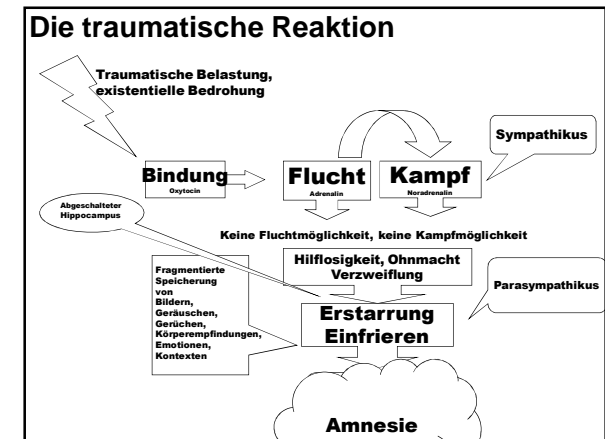 Die traumatische Reaktion
Traumatische Belastung,
existentielle Bedrohung
Sympathikus
Bindung
Oxytocin
Flucht
Adrenalin
Kampf
Noradrenalin
Abgeschalteter
Hippocampus
Keine Fluchtmöglichkeit, keine Kampfmöglichkeit
Hilflosigkeit, Ohnmacht
Verzweiflung
Fragmentierte
Speicherung
von
Bildern,
Geräuschen,
Gerüchen,
Körperempfindungen,
Emotionen,
Kontexten
Parasympathikus
Erstarrung
Einfrieren
Amnesie